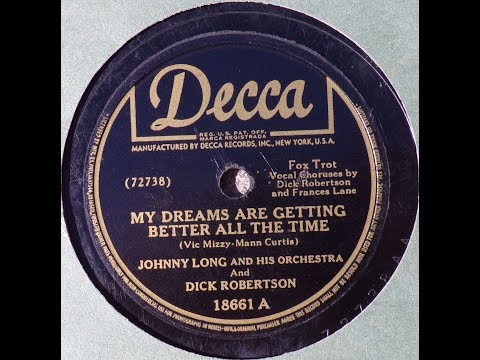 Decca
REG. U.S. PAT. OFF.
MARCA REGISTRADA
MANUFACTURED BY DECCA RECORDS, INC., NEW YORK, U.S.A.
Fox Trot
Vocal Choruses by
Dick Robertson
and Frances Lane
(72738)
MY DREAMS ARE GETTING
BETTER ALL THE TIME
(Vic Mizzy-Mann Curtis)
JOHNNY LONG AND HIS ORCHESTRA
And
DICK ROBERTSON
18661 A